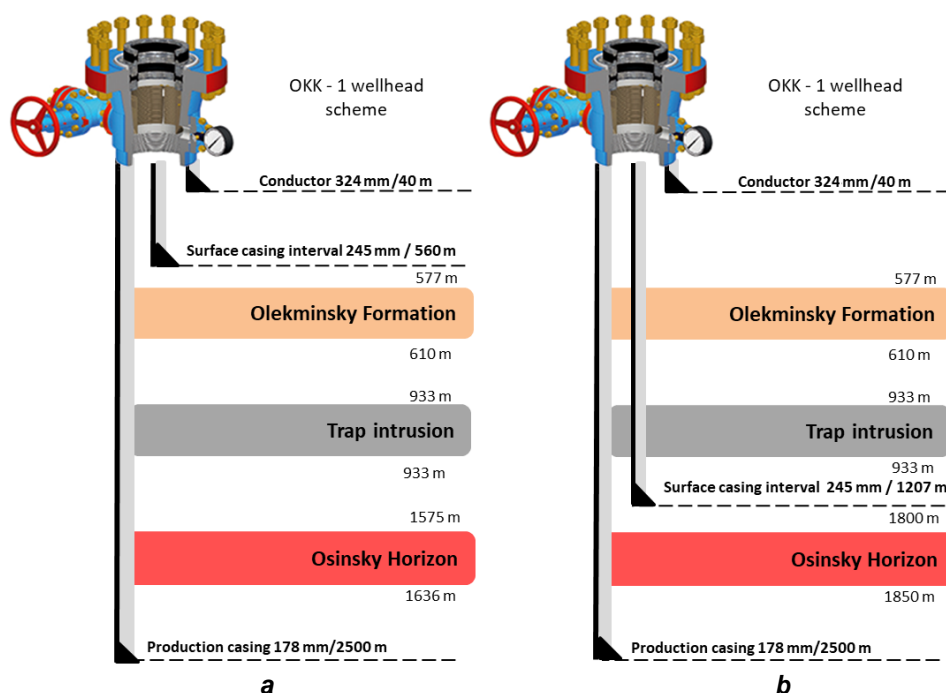 OKK - 1 wellhead
scheme
Conductor 324 mm/40 m
Surface casing interval 245 mm / 560 m
577 m
Olekminsky Formation
610 m
933 m
Trap intrusion
933 m
1575 m
Osinsky Horizon
1636 m
Production casing 178 mm/2500 m
a
OKK - 1 wellhead
scheme
Conductor 324 mm/40 m
577 m
Olekminsky Formation
610 m
933 m
Trap intrusion
933 m
Surface casing interval 245 mm / 1207 m
1800 m
Osinsky Horizon
1850 m
Production casing 178 mm/2500 m
b